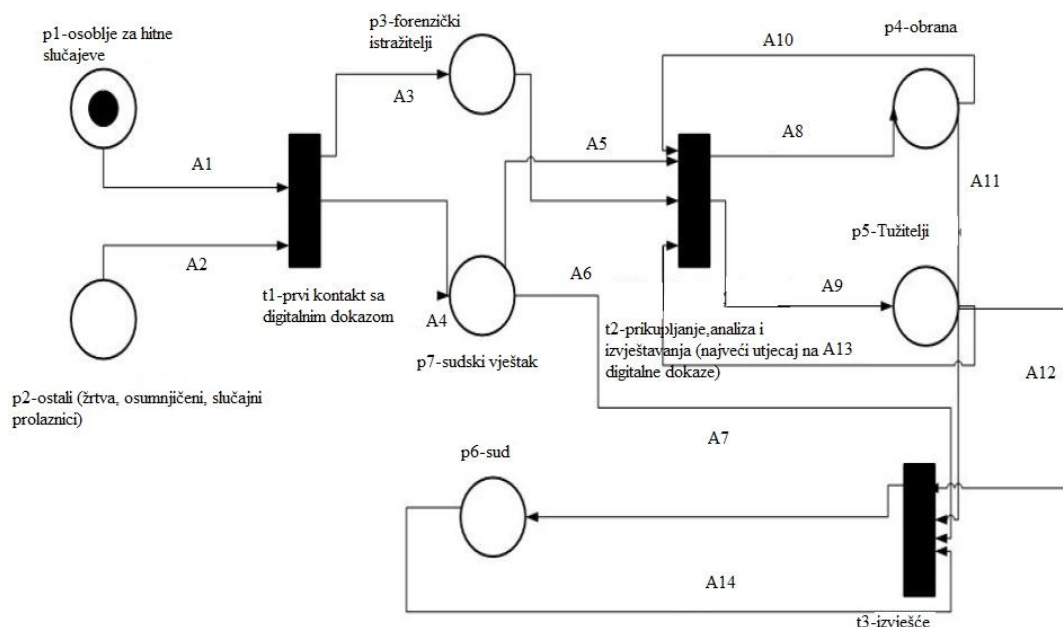 p1-osoblje za hitne
slučajeve
p3-forenzički
istražitelji
p4-obrana
A10
A3
A5
A8
A1
A11
p5-Tužitelji
A2
A6
A9
t1-prvi kontakt sa
digitalnim dokazom
A4
p7-sudski vještak
t2-prikupljanje,analiza i
izvještavanja (najveći utjecaj na
digitalne dokaze)
A13
A12
p2-ostali (žrtva, osumnjičeni, slučajni
prolaznici)
A7
p6-sud
A14
t3-izvješće